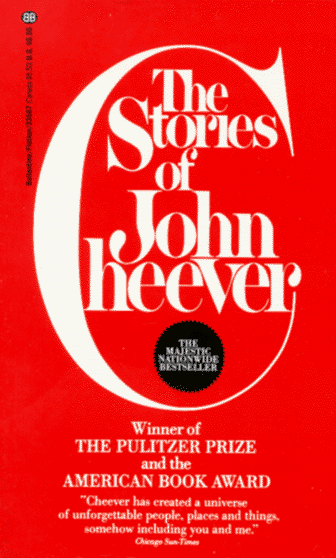 The
Stories
of
John
Cheever
THE
MAJESTIC
NATIONWIDE
BESTSELLER
Winner of
THE PULITZER PRIZE
and the
AMERICAN BOOK AWARD
"Cheever has created a universe
of unforgettable people, places and things,
somehow including you and me."
Chicago Sun-Times